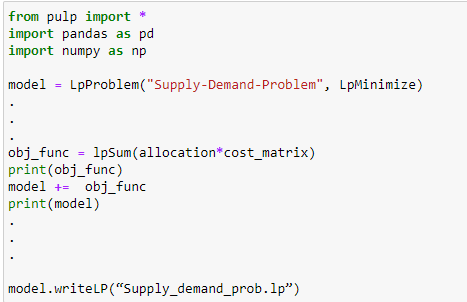 from pulp import *
import pandas as pd
import numpy as np
model = LpProblem("Supply-Demand-Problem", LpMinimize)
.
.
.
obj_func = lpSum(allocation*cost_matrix)
print(obj_func)
model +=  obj_func
print(model)
.
.
.
model.writeLP(“Supply_demand_prob.lp”)